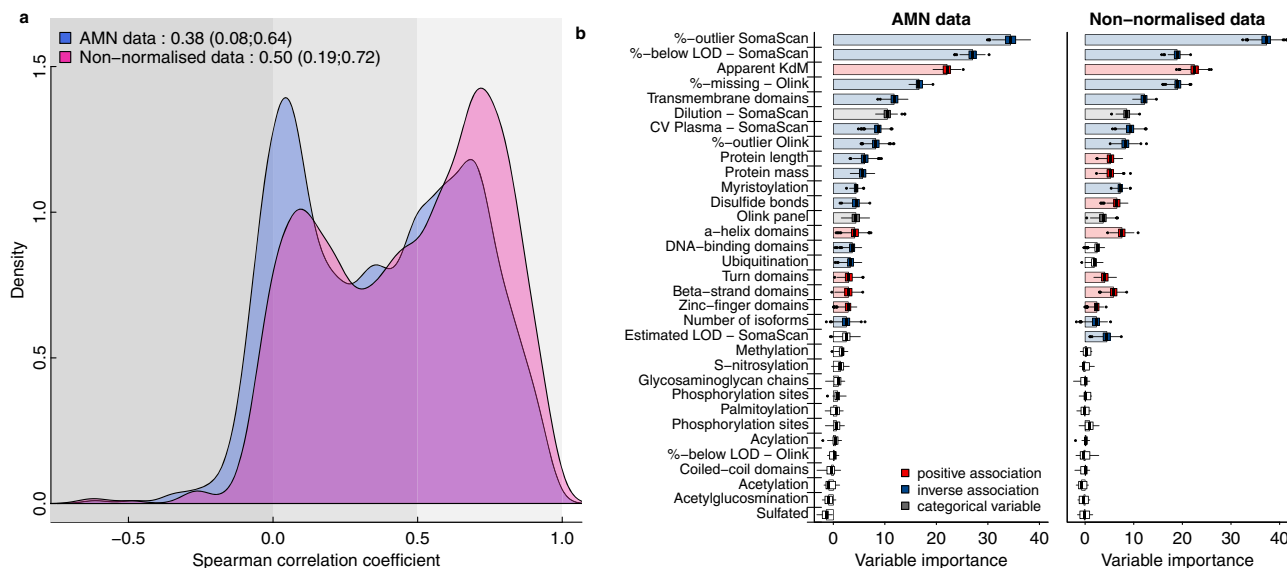 a
AMN data : 0.38 (0.08;0.64)
Non−normalised data : 0.50 (0.19;0.72)
1.5
1.0
0.5
0.0
Density
−0.5
0.0
0.5
1.0
Spearman correlation coefficient
b
AMN data
Non−normalised data
%−outlier SomaScan
%−below LOD − SomaScan
Apparent KdM
%−missing − Olink
Transmembrane domains
Dilution − SomaScan
CV Plasma − SomaScan
%−outlier Olink
Protein length
Protein mass
Myristoylation
Disulfide bonds
Olink panel
a−helix domains
DNA−binding domains
Ubiquitination
Turn domains
Beta−strand domains
Zinc−finger domains
Number of isoforms
Estimated LOD − SomaScan
Methylation
S−nitrosylation
Glycosaminoglycan chains
Phosphorylation sites
Palmitoylation
Phosphorylation sites
Acylation
%−below LOD − Olink
Coiled−coil domains
Acetylation
Acetylglucosmination
Sulfated
positive association
inverse association
categorical variable
0 10 20 30 40
Variable importance
0 10 20 30 40
Variable importance